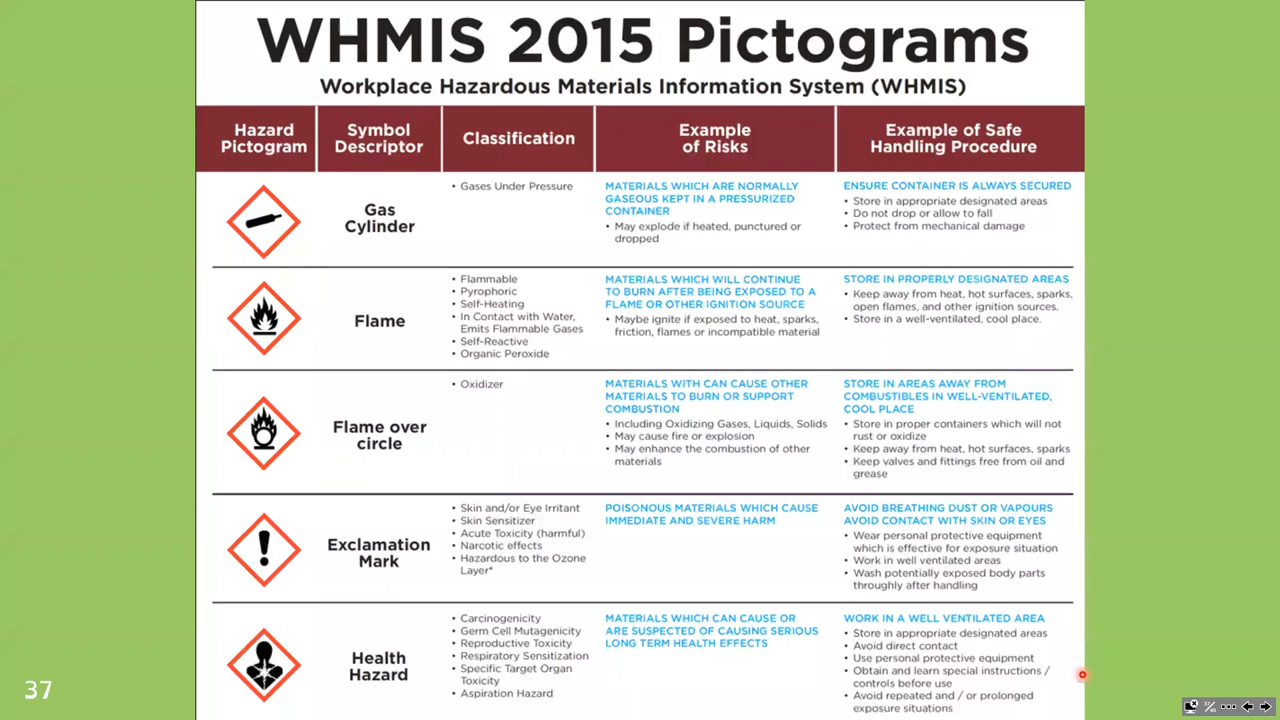 WHMIS 2015 Pictograms
Workplace Hazardous Materials Information System (WHMIS)
Hazard
Pictogram
Symbol
Descriptor
Classification
Example
of Risks
Example of Safe
Handling Procedure
Gas
Cylinder
• Gases Under Pressure
MATERIALS WHICH ARE NORMALLY
GASEOUS KEPT IN A PRESSURIZED
CONTAINER
• May explode if heated, punctured or
dropped
ENSURE CONTAINER IS ALWAYS SECURED
• Store in appropriate designated areas
• Do not drop or allow to fall
• Protect from mechanical damage
Flame
• Flammable
• Pyrophoric
• Self-Heating
• In Contact with Water,
Emits Flammable Gases
• Self-Reactive
• Organic Peroxide
MATERIALS WHICH WILL CONTINUE
TO BURN AFTER BEING EXPOSED TO A
FLAME OR OTHER IGNITION SOURCE
• Maybe ignite if exposed to heat, sparks,
friction, flames or incompatible material
STORE IN PROPERLY DESIGNATED AREAS
• Keep away from heat, hot surfaces, sparks,
open flames, and other ignition sources.
• Store in a well-ventilated, cool place.
Flame over
circle
• Oxidizer
MATERIALS WITH CAN CAUSE OTHER
MATERIALS TO BURN OR SUPPORT
COMBUSTION
• Including Oxidizing Gases, Liquids, Solids
• May cause fire or explosion
• May enhance the combustion of other
materials
STORE IN AREAS AWAY FROM
COMBUSTIBLES IN WELL-VENTILATED,
COOL PLACE
• Store in proper containers which will not
rust or oxidize
• Keep away from heat, hot surfaces, sparks
• Keep valves and fittings free from oil and
grease
Exclamation
Mark
• Skin and/or Eye Irritant
• Skin Sensitizer
• Acute Toxicity (harmful)
• Narcotic effects
• Hazardous to the Ozone
Layer*
POISONOUS MATERIALS WHICH CAUSE
IMMEDIATE AND SEVERE HARM
AVOID BREATHING DUST OR VAPOURS
AVOID CONTACT WITH SKIN OR EYES
• Wear personal protective equipment
which is effective for exposure situation
• Work in well ventilated areas
• Wash potentially exposed body parts
throughly after handling
Health
Hazard
• Carcinogenicity
• Germ Cell Mutagenicity
• Reproductive Toxicity
• Respiratory Sensitization
• Specific Target Organ
Toxicity
• Aspiration Hazard
MATERIALS WHICH CAN CAUSE OR
ARE SUSPECTED OF CAUSING SERIOUS
LONG TERM HEALTH EFFECTS
WORK IN A WELL VENTILATED AREA
• Store in appropriate designated areas
• Avoid direct contact
• Use personal protective equipment
• Obtain and learn special instructions /
controls before use
• Avoid repeated and / or prolonged
exposure situations
37